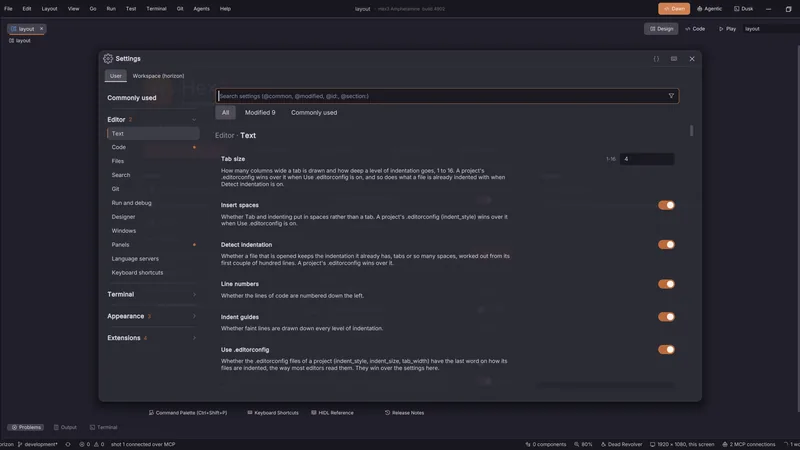 File Edit Layout View Go Run Test Terminal Git Agents Help
layout
Dawn Agentic Dusk
layout
Design Code Play layout
layout
Settings
User Workspace (horizon)
Search settings (@common, @modified, @id:, @section:)
Commonly used
All Modified 9 Commonly used
Editor 2
Text
Code
Files
Search
Git
Run and debug
Designer
Windows
Panels
Language servers
Keyboard shortcuts
Terminal
Appearance 3
Extensions 4
Editor · Text
Tab size
1–16 4
How many columns wide a tab is drawn and how deep a level of indentation goes, 1 to 16. A project's
.editorconfig wins over it when Use .editorconfig is on, and so does what a file is already indented with when
Detect indentation is on.
Insert spaces
Whether Tab and indenting put in spaces rather than a tab. A project's .editorconfig (indent_style) wins over it
when Use .editorconfig is on.
Detect indentation
Whether a file that is opened keeps the indentation it already has, tabs or so many spaces, worked out from its
first couple of hundred lines. A project's .editorconfig wins over it.
Line numbers
Whether the lines of code are numbered down the left.
Indent guides
Whether faint lines are drawn down every level of indentation.
Use .editorconfig
Whether the .editorconfig files of a project (indent_style, indent_size, tab_width) have the last word on how its
files are indented, the way most editors read them. They win over the settings here.
Command Palette (Ctrl+Shift+P) Keyboard Shortcuts HIDL Reference Release Notes
Problems Output Terminal
orizon development* 0 0 shot 1 connected over MCP
0 components 80% Dead Revolver 1920 × 1080, this screen 2 MCP connections